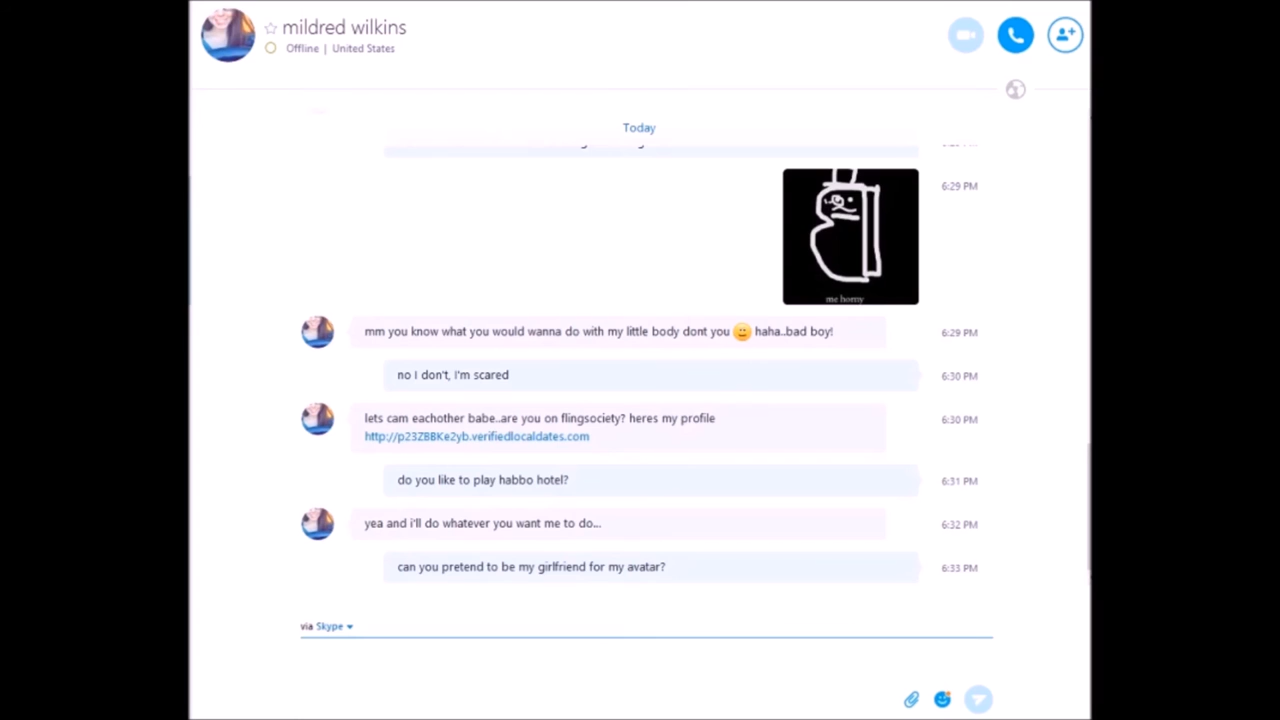 mildred wilkins
Offline | United States
Today
6:29 PM
me horny
mm you know what you would wanna do with my little body dont you haha..bad boy!
6:29 PM
no I don't, I'm scared
6:30 PM
lets cam eachother babe..are you on flingsociety? heres my profile
6:30 PM
http://p23ZBBKe2yb.verifiedlocaldates.com
do you like to play habbo hotel?
6:31 PM
yea and i'll do whatever you want me to do...
6:32 PM
can you pretend to be my girlfriend for my avatar?
6:33 PM
via Skype